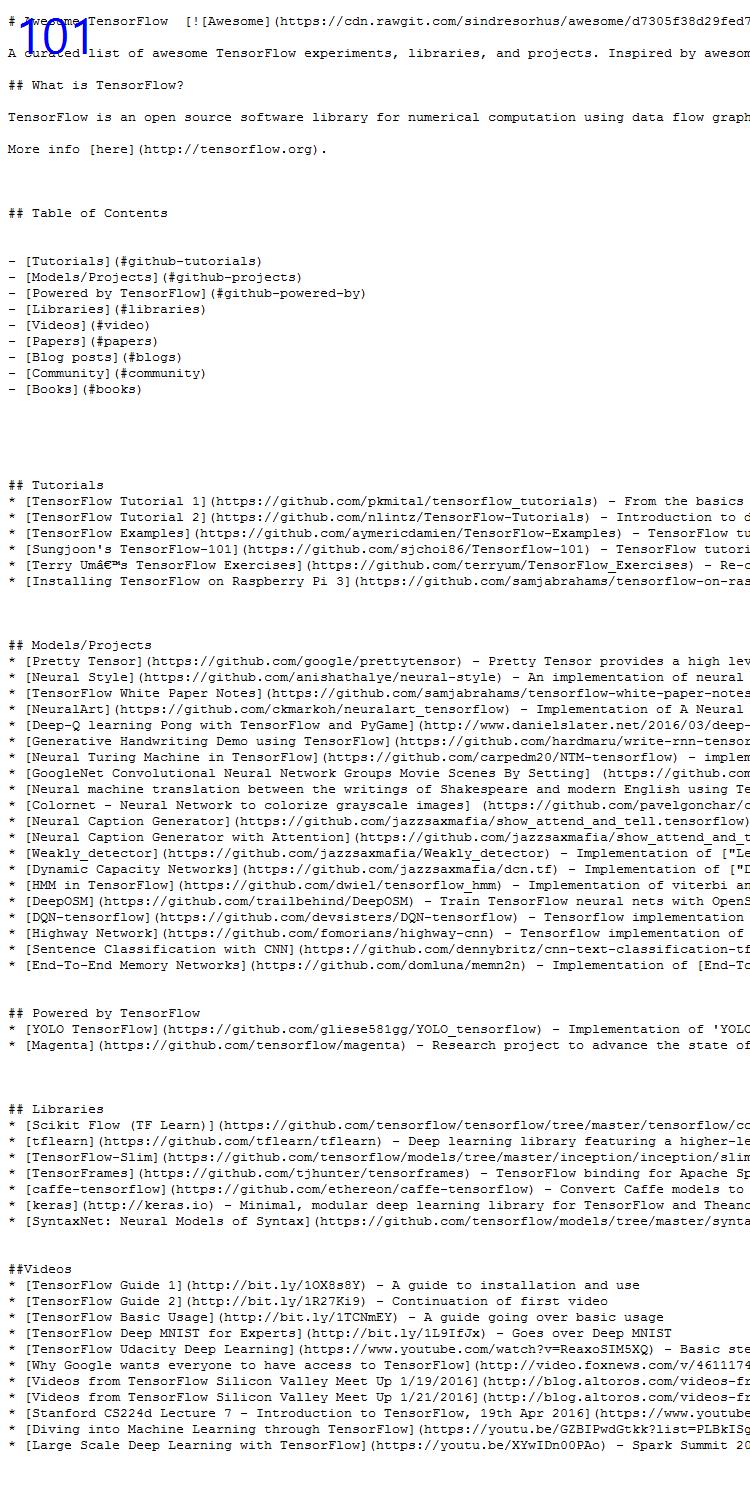 101
# Awesome TensorFlow  [![Awesome](https://cdn.rawgit.com/sindresorhus/awesome/d7305f38d29fed7
A curated list of awesome TensorFlow experiments, libraries, and projects. Inspired by awesom
## What is TensorFlow?
TensorFlow is an open source software library for numerical computation using data flow graph
More info [here](http://tensorflow.org).
## Table of Contents
- [Tutorials](#github-tutorials)
- [Models/Projects](#github-projects)
- [Powered by TensorFlow](#github-powered-by)
- [Libraries](#libraries)
- [Videos](#video)
- [Papers](#papers)
- [Blog posts](#blogs)
- [Community](#community)
- [Books](#books)
## Tutorials
* [TensorFlow Tutorial 1](https://github.com/pkmital/tensorflow_tutorials) - From the basics
* [TensorFlow Tutorial 2](https://github.com/nlintz/TensorFlow-Tutorials) - Introduction to d
* [TensorFlow Examples](https://github.com/aymericdamien/TensorFlow-Examples) - TensorFlow tu
* [Sungjoon's TensorFlow-101](https://github.com/sjchoi86/Tensorflow-101) - TensorFlow tutori
* [Terry Umâ€™s TensorFlow Exercises](https://github.com/terryum/TensorFlow_Exercises) - Re-c
* [Installing TensorFlow on Raspberry Pi 3](https://github.com/samjabrahams/tensorflow-on-ras
## Models/Projects
* [Pretty Tensor](https://github.com/google/prettytensor) - Pretty Tensor provides a high lev
* [Neural Style](https://github.com/anishathalye/neural-style) - An implementation of neural
* [TensorFlow White Paper Notes](https://github.com/samjabrahams/tensorflow-white-paper-notes
* [NeuralArt](https://github.com/ckmarkoh/neuralart_tensorflow) - Implementation of A Neural
* [Deep-Q learning Pong with TensorFlow and PyGame](http://www.danielslater.net/2016/03/deep-
* [Generative Handwriting Demo using TensorFlow](https://github.com/hardmaru/write-rnn-tensor
* [Neural Turing Machine in TensorFlow](https://github.com/carpedm20/NTM-tensorflow) - implem
* [GoogleNet Convolutional Neural Network Groups Movie Scenes By Setting] (https://github.com
* [Neural machine translation between the writings of Shakespeare and modern English using Te
* [Colornet - Neural Network to colorize grayscale images] (https://github.com/pavelgonchar/c
* [Neural Caption Generator](https://github.com/jazzsaxmafia/show_attend_and_tell.tensorflow)
* [Neural Caption Generator with Attention](https://github.com/jazzsaxmafia/show_attend_and_t
* [Weakly_detector](https://github.com/jazzsaxmafia/Weakly_detector) - Implementation of ["Le
* [Dynamic Capacity Networks](https://github.com/jazzsaxmafia/dcn.tf) - Implementation of ["D
* [HMM in TensorFlow](https://github.com/dwiel/tensorflow_hmm) - Implementation of viterbi an
* [DeepOSM](https://github.com/trailbehind/DeepOSM) - Train TensorFlow neural nets with OpenS
* [DQN-tensorflow](https://github.com/devsisters/DQN-tensorflow) - Tensorflow implementation
* [Highway Network](https://github.com/fomorians/highway-cnn) - Tensorflow implementation of
* [Sentence Classification with CNN](https://github.com/dennybritz/cnn-text-classification-tf
* [End-To-End Memory Networks](https://github.com/domluna/memn2n) - Implementation of [End-To
## Powered by TensorFlow
* [YOLO TensorFlow](https://github.com/gliese581gg/YOLO_tensorflow) - Implementation of 'YOLO
* [Magenta](https://github.com/tensorflow/magenta) - Research project to advance the state of
## Libraries
* [Scikit Flow (TF Learn)](https://github.com/tensorflow/tensorflow/tree/master/tensorflow/co
* [tflearn](https://github.com/tflearn/tflearn) - Deep learning library featuring a higher-le
* [TensorFlow-Slim](https://github.com/tensorflow/models/tree/master/inception/inception/slim
* [TensorFrames](https://github.com/tjhunter/tensorframes) - TensorFlow binding for Apache Sp
* [caffe-tensorflow](https://github.com/ethereon/caffe-tensorflow) - Convert Caffe models to
* [keras](http://keras.io) - Minimal, modular deep learning library for TensorFlow and Theano
* [SyntaxNet: Neural Models of Syntax](https://github.com/tensorflow/models/tree/master/synta
##Videos
* [TensorFlow Guide 1](http://bit.ly/1OX8s8Y) - A guide to installation and use
* [TensorFlow Guide 2](http://bit.ly/1R27Ki9) - Continuation of first video
* [TensorFlow Basic Usage](http://bit.ly/1TCNmEY) - A guide going over basic usage
* [TensorFlow Deep MNIST for Experts](http://bit.ly/1L9IfJx) - Goes over Deep MNIST
* [TensorFlow Udacity Deep Learning](https://www.youtube.com/watch?v=ReaxoSIM5XQ) - Basic ste
* [Why Google wants everyone to have access to TensorFlow](http://video.foxnews.com/v/4611174
* [Videos from TensorFlow Silicon Valley Meet Up 1/19/2016](http://blog.altoros.com/videos-fr
* [Videos from TensorFlow Silicon Valley Meet Up 1/21/2016](http://blog.altoros.com/videos-fr
* [Stanford CS224d Lecture 7 - Introduction to TensorFlow, 19th Apr 2016](https://www.youtube
* [Diving into Machine Learning through TensorFlow](https://youtu.be/GZBIPwdGtkk?list=PLBkISg
* [Large Scale Deep Learning with TensorFlow](https://youtu.be/XYwIDn00PAo) - Spark Summit 20